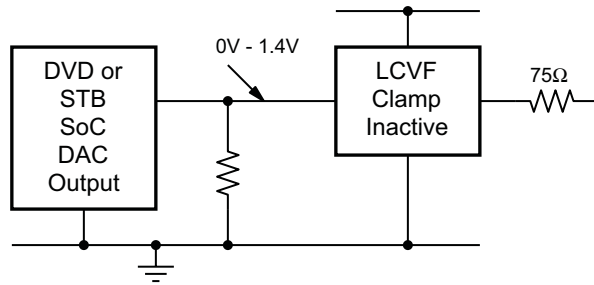 0V - 1.4V
DVD or
STB
SoC
DAC
Output
LCVF
Clamp
Inactive
75Ω